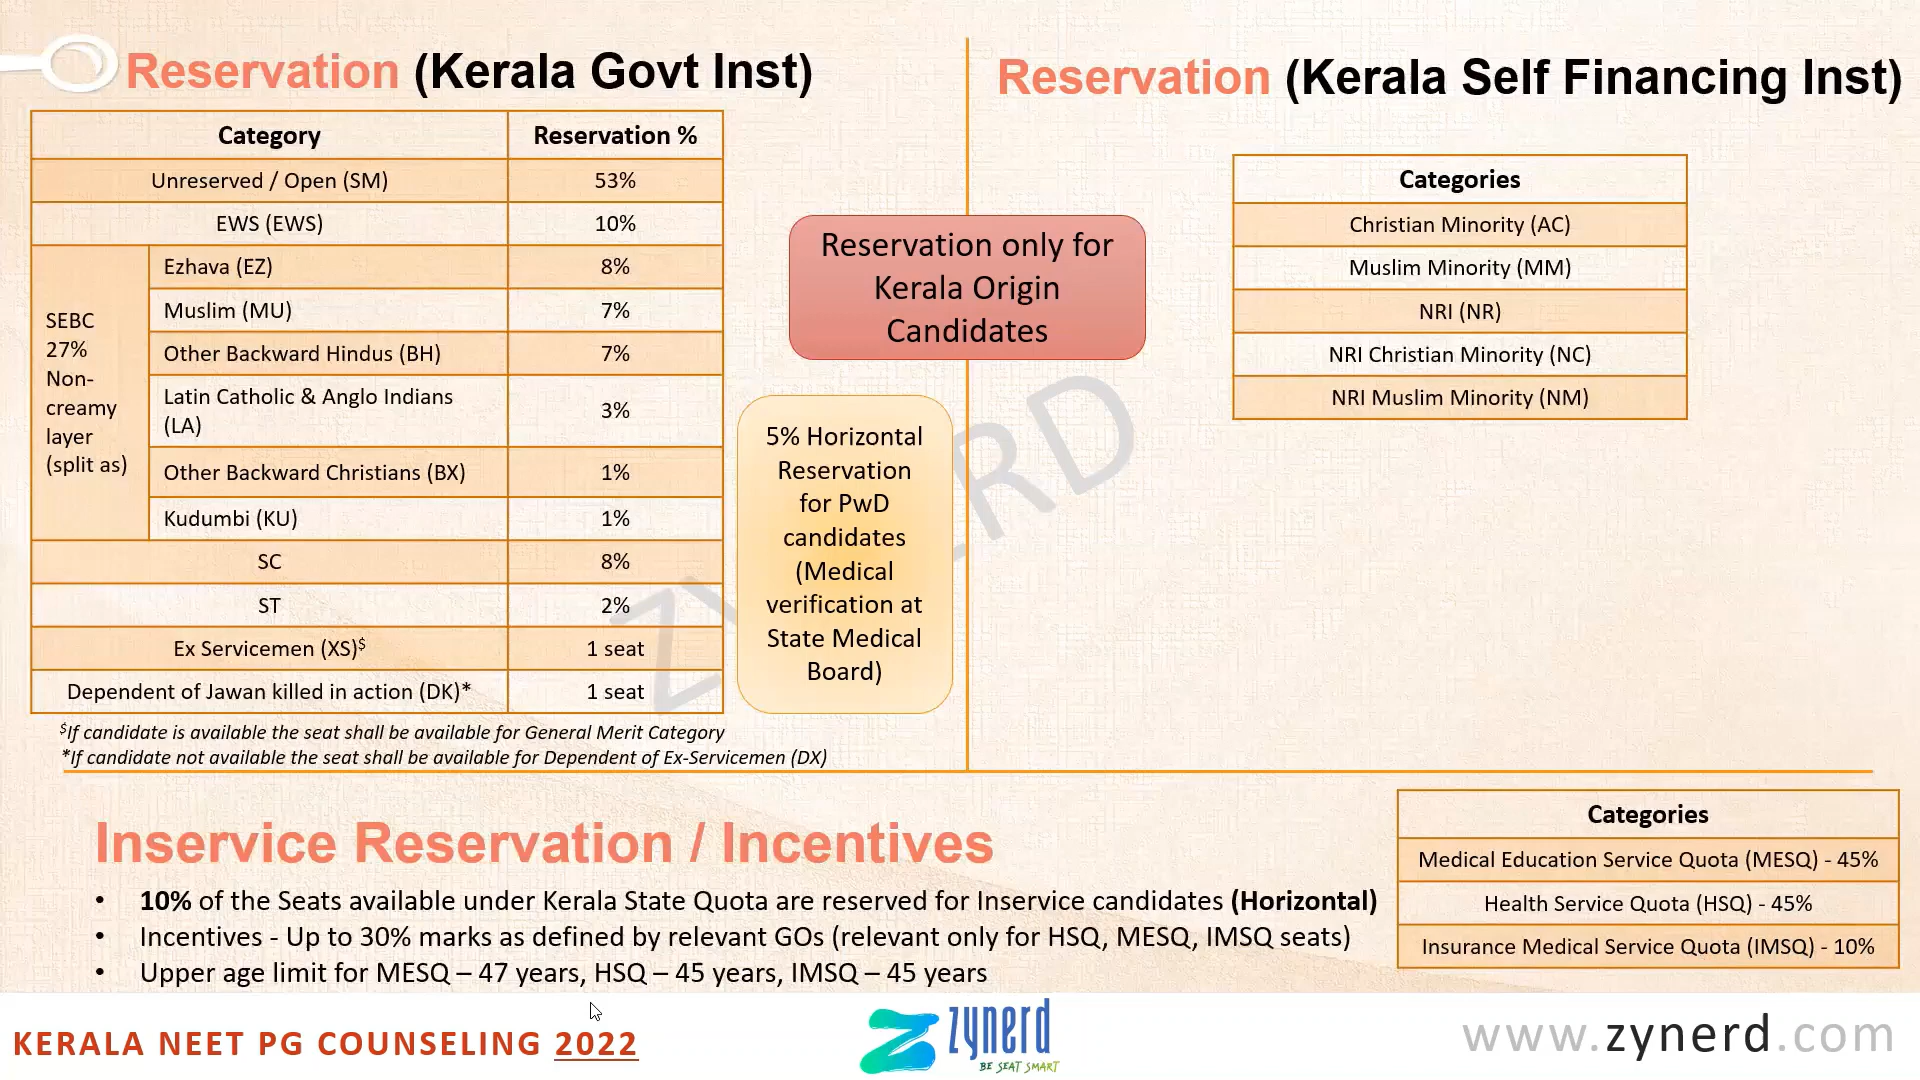 Reservation (Kerala Govt Inst)
Category Reservation %
Unreserved / Open (SM) 53%
EWS (EWS) 10%
SEBC
27%
Non-
creamy
layer
(split as)
Ezhava (EZ) 8%
Muslim (MU) 7%
Other Backward Hindus (BH) 7%
Latin Catholic & Anglo Indians
(LA) 3%
Other Backward Christians (BX) 1%
Kudumbi (KU) 1%
SC 8%
ST 2%
Ex Servicemen (XS)$ 1 seat
Dependent of Jawan killed in action (DK)* 1 seat
$If candidate is available the seat shall be available for General Merit Category
*If candidate not available the seat shall be available for Dependent of Ex-Servicemen (DX)
Reservation only for
Kerala Origin
Candidates
5% Horizontal
Reservation
for PwD
candidates
(Medical
verification at
State Medical
Board)
ZYNERD
Reservation (Kerala Self Financing Inst)
Categories
Christian Minority (AC)
Muslim Minority (MM)
NRI (NR)
NRI Christian Minority (NC)
NRI Muslim Minority (NM)
Inservice Reservation / Incentives
• 10% of the Seats available under Kerala State Quota are reserved for Inservice candidates (Horizontal)
• Incentives - Up to 30% marks as defined by relevant GOs (relevant only for HSQ, MESQ, IMSQ seats)
• Upper age limit for MESQ – 47 years, HSQ – 45 years, IMSQ – 45 years
Categories
Medical Education Service Quota (MESQ) - 45%
Health Service Quota (HSQ) - 45%
Insurance Medical Service Quota (IMSQ) - 10%
KERALA NEET PG COUNSELING 2022
zynerd
BE SEAT SMART
www.zynerd.com